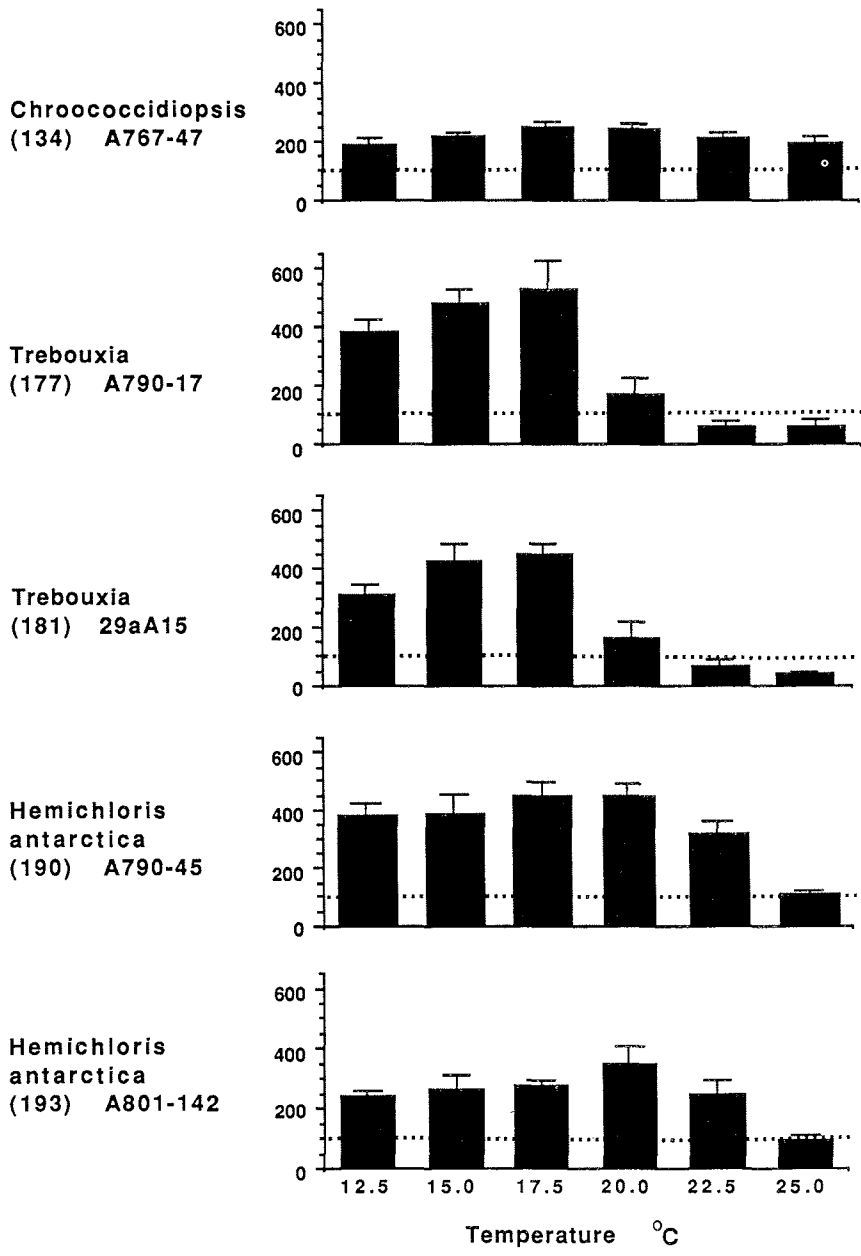 600
400
Chroococcidiopsis
(134) A767-47
200
0
600
400
Trebouxia
(177) A790-17
200
0
600
400
Trebouxia
(181) 29aA15
200
0
600
400
Hemichloris
antarctica
(190) A790-45
200
0
600
400
Hemichloris
antarctica
(193) A801-142
200
0
12.5 15.0 17.5 20.0 22.5 25.0
Temperature °C